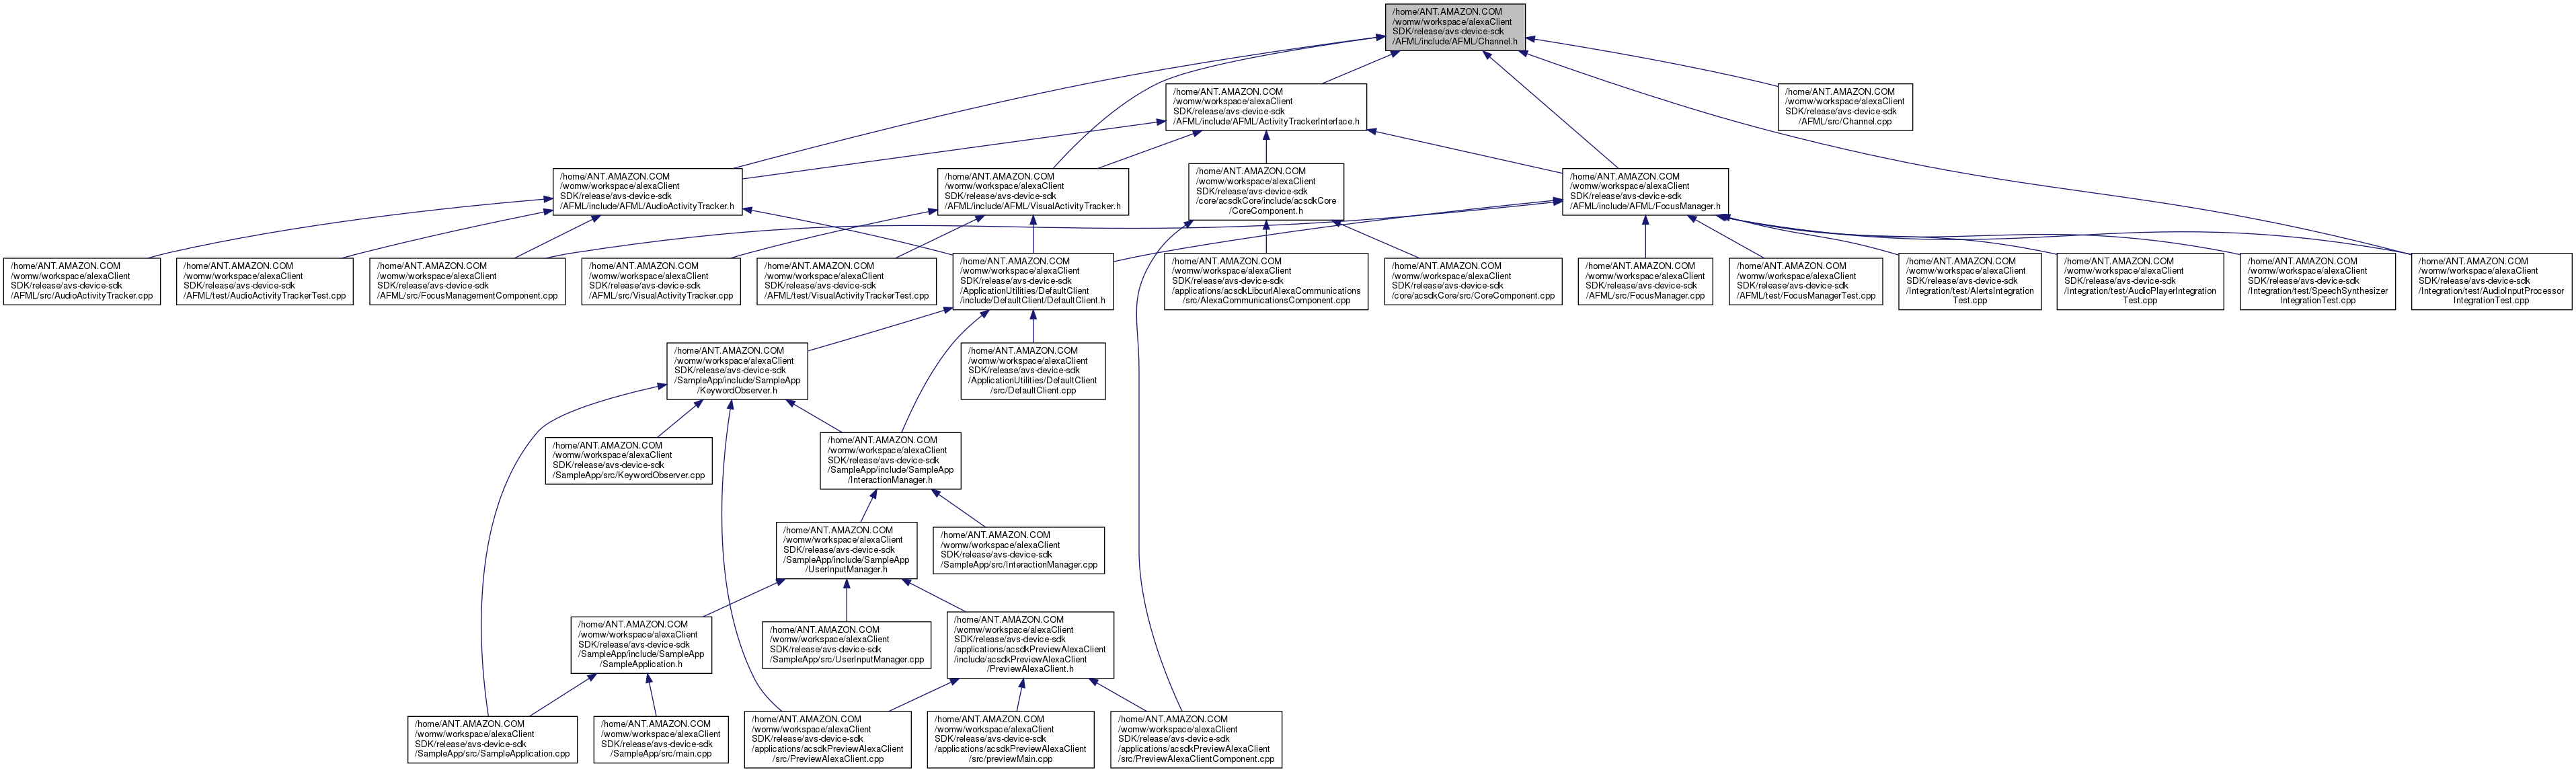 /home/ANT.AMAZON.COM
/womw/workspace/alexaClient
SDK/release/avs-device-sdk
/AFML/include/AFML/Channel.h
/home/ANT.AMAZON.COM
/womw/workspace/alexaClient
SDK/release/avs-device-sdk
/AFML/include/AFML/ActivityTrackerInterface.h
/home/ANT.AMAZON.COM
/womw/workspace/alexaClient
SDK/release/avs-device-sdk
/AFML/src/Channel.cpp
/home/ANT.AMAZON.COM
/womw/workspace/alexaClient
SDK/release/avs-device-sdk
/AFML/include/AFML/AudioActivityTracker.h
/home/ANT.AMAZON.COM
/womw/workspace/alexaClient
SDK/release/avs-device-sdk
/AFML/include/AFML/VisualActivityTracker.h
/home/ANT.AMAZON.COM
/womw/workspace/alexaClient
SDK/release/avs-device-sdk
/core/acsdkCore/include/acsdkCore
/CoreComponent.h
/home/ANT.AMAZON.COM
/womw/workspace/alexaClient
SDK/release/avs-device-sdk
/AFML/include/AFML/FocusManager.h
/home/ANT.AMAZON.COM
/womw/workspace/alexaClient
SDK/release/avs-device-sdk
/AFML/src/AudioActivityTracker.cpp
/home/ANT.AMAZON.COM
/womw/workspace/alexaClient
SDK/release/avs-device-sdk
/AFML/test/AudioActivityTrackerTest.cpp
/home/ANT.AMAZON.COM
/womw/workspace/alexaClient
SDK/release/avs-device-sdk
/AFML/src/FocusManagementComponent.cpp
/home/ANT.AMAZON.COM
/womw/workspace/alexaClient
SDK/release/avs-device-sdk
/AFML/src/VisualActivityTracker.cpp
/home/ANT.AMAZON.COM
/womw/workspace/alexaClient
SDK/release/avs-device-sdk
/AFML/test/VisualActivityTrackerTest.cpp
/home/ANT.AMAZON.COM
/womw/workspace/alexaClient
SDK/release/avs-device-sdk
/ApplicationUtilities/DefaultClient
/include/DefaultClient/DefaultClient.h
/home/ANT.AMAZON.COM
/womw/workspace/alexaClient
SDK/release/avs-device-sdk
/applications/acsdkLibcurlAlexaCommunications
/src/AlexaCommunicationsComponent.cpp
/home/ANT.AMAZON.COM
/womw/workspace/alexaClient
SDK/release/avs-device-sdk
/core/acsdkCore/src/CoreComponent.cpp
/home/ANT.AMAZON.COM
/womw/workspace/alexaClient
SDK/release/avs-device-sdk
/AFML/src/FocusManager.cpp
/home/ANT.AMAZON.COM
/womw/workspace/alexaClient
SDK/release/avs-device-sdk
/AFML/test/FocusManagerTest.cpp
/home/ANT.AMAZON.COM
/womw/workspace/alexaClient
SDK/release/avs-device-sdk
/Integration/test/AlertsIntegration
Test.cpp
/home/ANT.AMAZON.COM
/womw/workspace/alexaClient
SDK/release/avs-device-sdk
/Integration/test/AudioPlayerIntegration
Test.cpp
/home/ANT.AMAZON.COM
/womw/workspace/alexaClient
SDK/release/avs-device-sdk
/Integration/test/SpeechSynthesizer
IntegrationTest.cpp
/home/ANT.AMAZON.COM
/womw/workspace/alexaClient
SDK/release/avs-device-sdk
/Integration/test/AudioInputProcessor
IntegrationTest.cpp
/home/ANT.AMAZON.COM
/womw/workspace/alexaClient
SDK/release/avs-device-sdk
/SampleApp/include/SampleApp
/KeywordObserver.h
/home/ANT.AMAZON.COM
/womw/workspace/alexaClient
SDK/release/avs-device-sdk
/ApplicationUtilities/DefaultClient
/src/DefaultClient.cpp
/home/ANT.AMAZON.COM
/womw/workspace/alexaClient
SDK/release/avs-device-sdk
/SampleApp/src/KeywordObserver.cpp
/home/ANT.AMAZON.COM
/womw/workspace/alexaClient
SDK/release/avs-device-sdk
/SampleApp/include/SampleApp
/InteractionManager.h
/home/ANT.AMAZON.COM
/womw/workspace/alexaClient
SDK/release/avs-device-sdk
/SampleApp/include/SampleApp
/UserInputManager.h
/home/ANT.AMAZON.COM
/womw/workspace/alexaClient
SDK/release/avs-device-sdk
/SampleApp/src/InteractionManager.cpp
/home/ANT.AMAZON.COM
/womw/workspace/alexaClient
SDK/release/avs-device-sdk
/SampleApp/include/SampleApp
/SampleApplication.h
/home/ANT.AMAZON.COM
/womw/workspace/alexaClient
SDK/release/avs-device-sdk
/SampleApp/src/UserInputManager.cpp
/home/ANT.AMAZON.COM
/womw/workspace/alexaClient
SDK/release/avs-device-sdk
/applications/acsdkPreviewAlexaClient
/include/acsdkPreviewAlexaClient
/PreviewAlexaClient.h
/home/ANT.AMAZON.COM
/womw/workspace/alexaClient
SDK/release/avs-device-sdk
/SampleApp/src/SampleApplication.cpp
/home/ANT.AMAZON.COM
/womw/workspace/alexaClient
SDK/release/avs-device-sdk
/SampleApp/src/main.cpp
/home/ANT.AMAZON.COM
/womw/workspace/alexaClient
SDK/release/avs-device-sdk
/applications/acsdkPreviewAlexaClient
/src/PreviewAlexaClient.cpp
/home/ANT.AMAZON.COM
/womw/workspace/alexaClient
SDK/release/avs-device-sdk
/applications/acsdkPreviewAlexaClient
/src/previewMain.cpp
/home/ANT.AMAZON.COM
/womw/workspace/alexaClient
SDK/release/avs-device-sdk
/applications/acsdkPreviewAlexaClient
/src/PreviewAlexaClientComponent.cpp